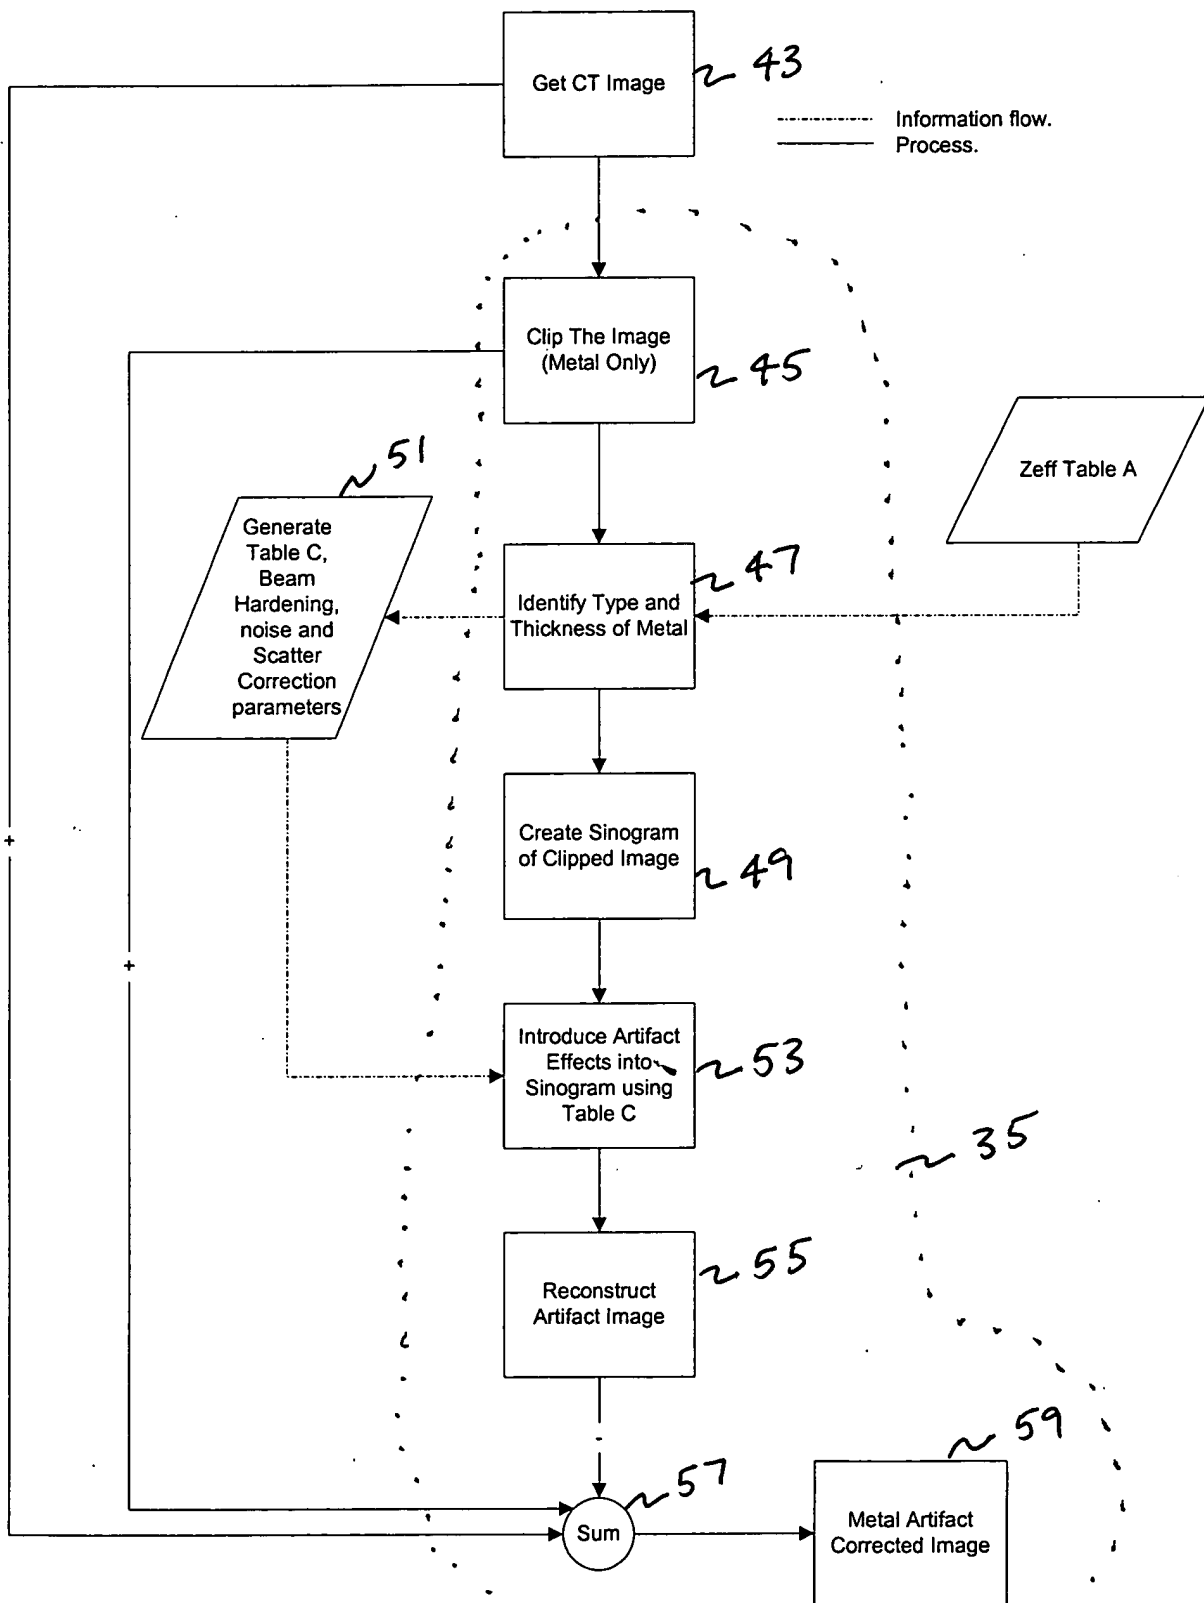 Get CT Image
43
Information flow.
Process.
Clip The Image
(Metal Only)
45
Zeff Table A
51
Generate
Table C,
Beam
Hardening,
noise and
Scatter
Correction
parameters
Identify Type and
Thickness of Metal
47
Create Sinogram
of Clipped Image
49
+
+
Introduce Artifact
Effects into
Sinogram using
Table C
53
35
Reconstruct
Artifact Image
55
-
Sum
57
59
Metal Artifact
Corrected Image